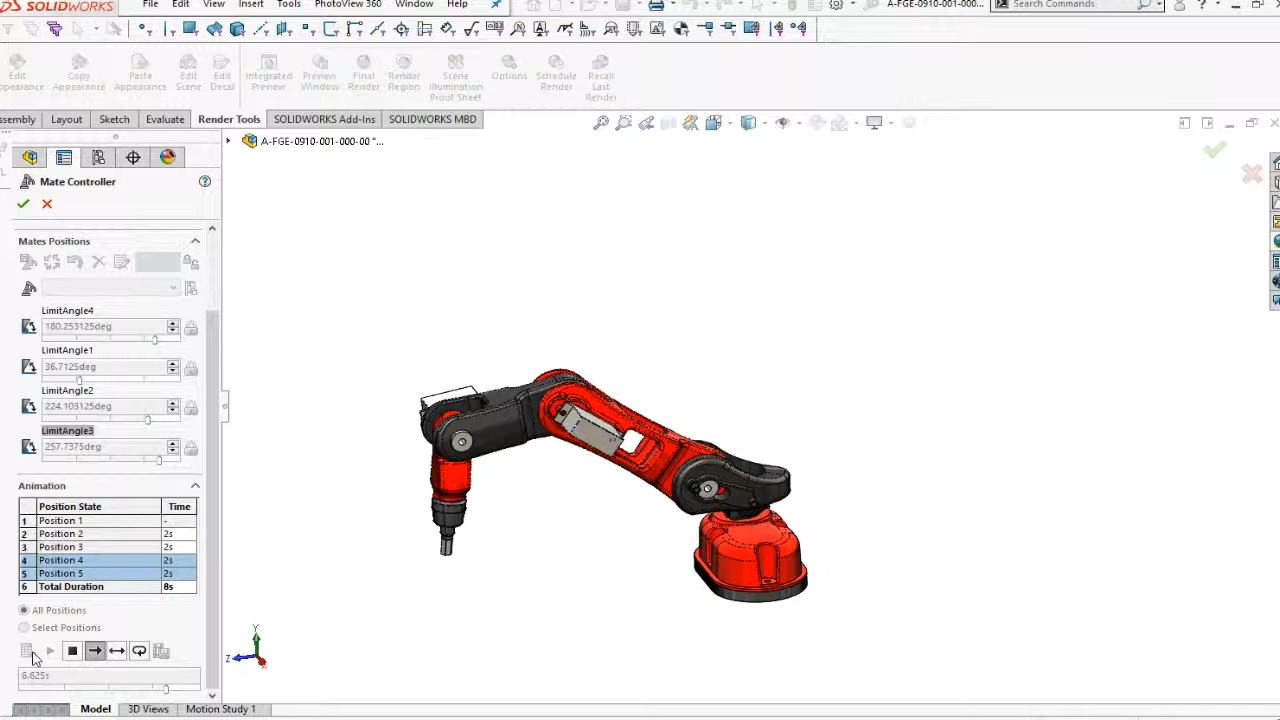 SOLIDWORKS File Edit View Insert Tools PhotoView 360 Window Help A-FGE-0910-001-000... Search Commands
Edit Appearance
Copy Appearance
Paste Appearance
Edit Scene
Edit Decal
Integrated Preview
Preview Window
Final Render
Render Region
Scene Illumination Proof Sheet
Options
Schedule Render
Recall Last Render
Assembly Layout Sketch Evaluate Render Tools SOLIDWORKS Add-Ins SOLIDWORKS MBD
A-FGE-0910-001-000-00 "...
Mate Controller
Mates Positions
LimitAngle4
180.253125deg
LimitAngle1
36.7125deg
LimitAngle2
224.103125deg
LimitAngle3
257.7375deg
Animation
Position State Time
1 Position 1 -
2 Position 2 2s
3 Position 3 2s
4 Position 4 2s
5 Position 5 2s
6 Total Duration 8s
All Positions
Select Positions
6.625s
Y
Z
X
Model 3D Views Motion Study 1